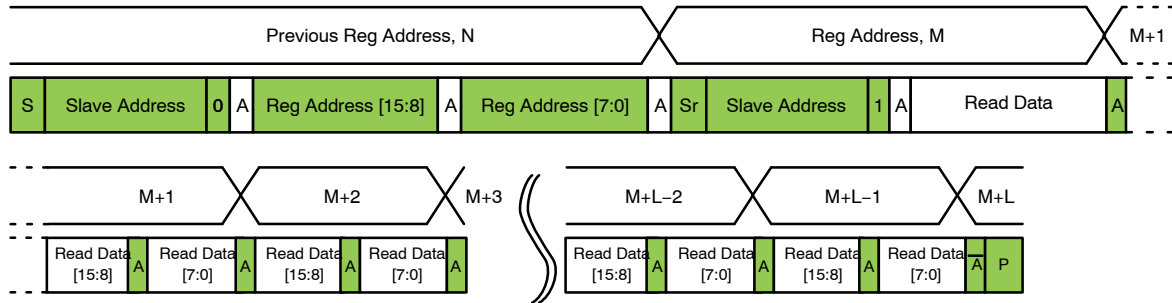 Previous Reg Address, N Reg Address, M M+1
S Slave Address 0 A Reg Address [15:8] A Reg Address [7:0] A Sr Slave Address 1 A Read Data A
M+1 M+2 M+3 M+L−2 M+L−1 M+L
Read Data [15:8] A Read Data [7:0] A Read Data [15:8] A Read Data [7:0] A Read Data [15:8] A Read Data [7:0] A Read Data [15:8] A Read Data [7:0] A̅ P